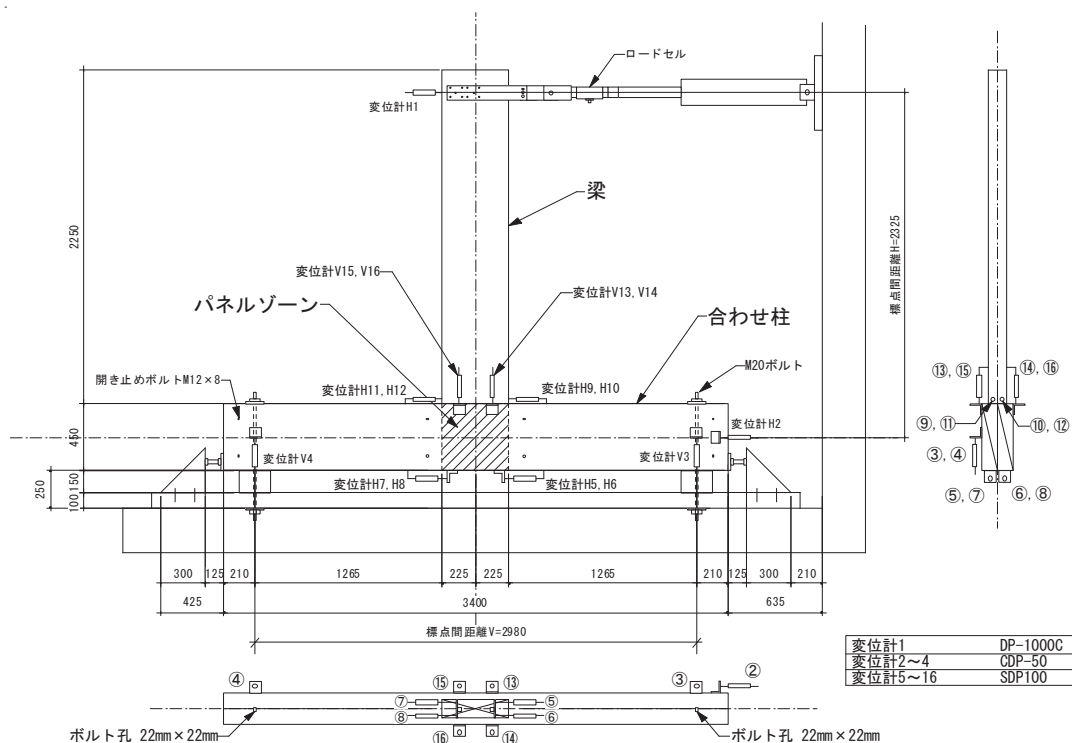 ロードセル
変位計H1
梁
2250
標点間距離H=2325
変位計V15, V16
変位計V13, V14
パネルゾーン
合わせ柱
M20ボルト
開き止めボルトM12×8
変位計H11, H12
変位計H9, H10
変位計H2
450
変位計V4
変位計V3
変位計H7, H8
変位計H5, H6
250
150
100
300 125 210 1265 225 225 1265 210 125 300 210
425 3400 635
標点間距離V=2980
⑬, ⑮ ⑭, ⑯
⑨, ⑪ ⑩, ⑫
③, ④
⑤, ⑦ ⑥, ⑧
変位計1 DP-1000C
変位計2～4 CDP-50
変位計5～16 SDP100
④ ⑮ ⑬ ③ ②
⑦ ⑤
⑧ ⑥
⑯ ⑭
ボルト孔 22mm×22mm
ボルト孔 22mm×22mm